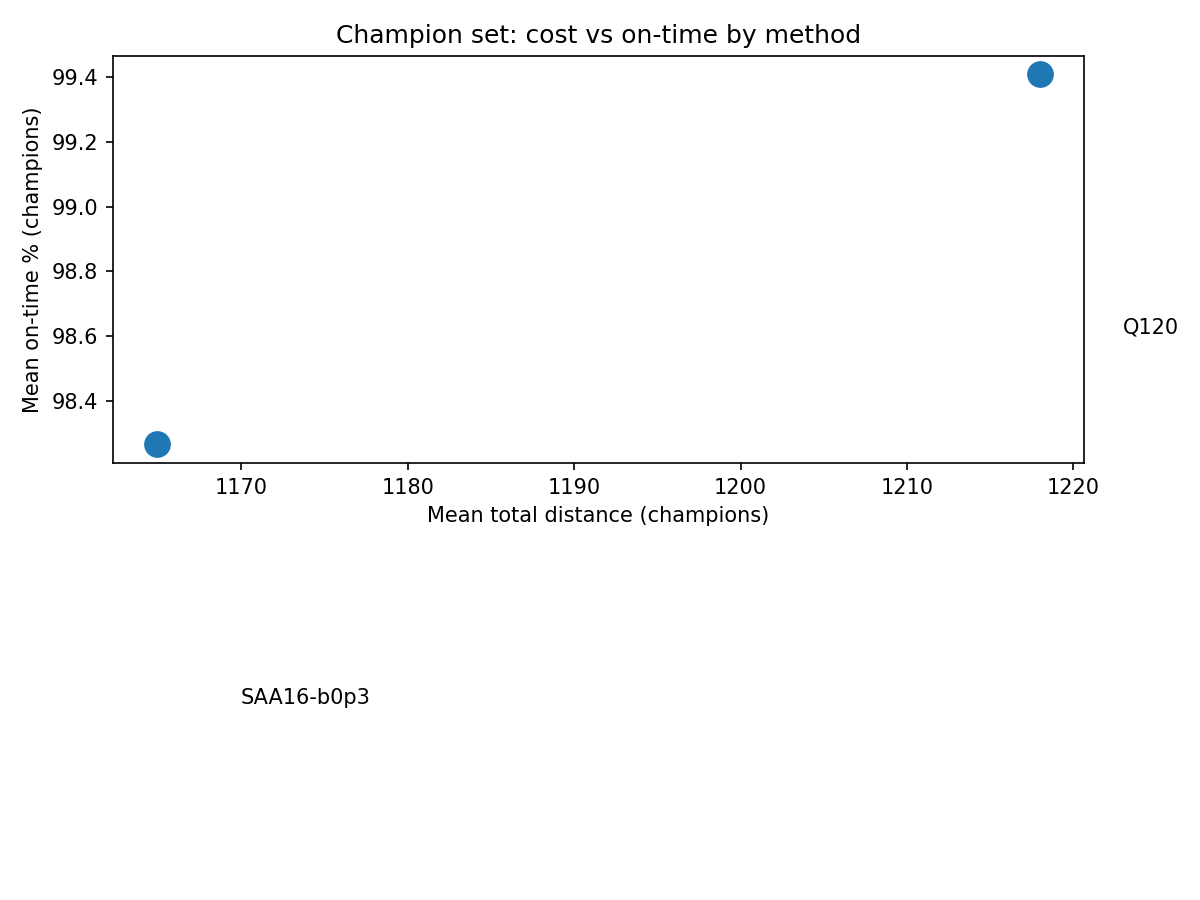 Champion set: cost vs on-time by method
99.4
99.2
99.0
98.8
98.6
98.4
Mean on-time % (champions)
Q120
1170 1180 1190 1200 1210 1220
Mean total distance (champions)
SAA16-b0p3